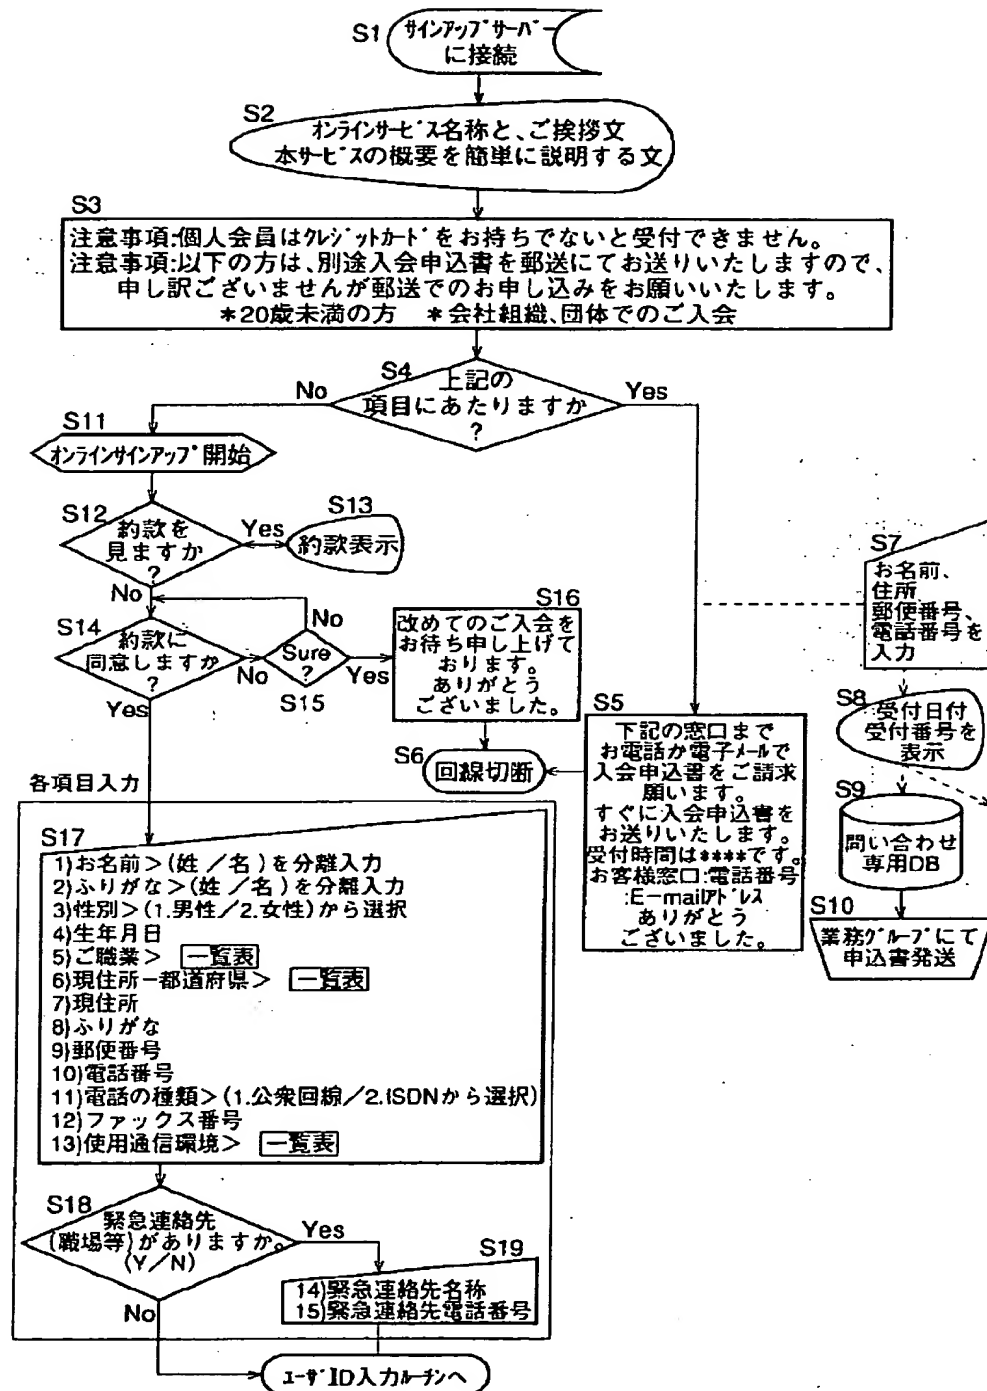 S1
サインアップサーバー
に接続
S2
オンラインサービス名称と、ご挨拶文
本サービスの概要を簡単に説明する文
S3
注意事項:個人会員はクレジットカードをお持ちでないと受付できません。
注意事項:以下の方は、別途入会申込書を郵送にてお送りいたしますので、
申し訳ございませんが郵送でのお申し込みをお願いいたします。
*20歳未満の方 *会社組織、団体でのご入会
S4
上記の
項目にあたりますか
?
No
Yes
S11
オンラインサインアップ開始
S12
約款を
見ますか
?
Yes
S13
約款表示
No
S14
約款に
同意しますか
?
No
Sure
?
S15
No
Yes
S16
改めてのご入会を
お待ち申し上げて
おります。
ありがとう
ございました。
Yes
S6
回線切断
S5
下記の窓口まで
お電話か電子メールで
入会申込書をご請求
願います。
すぐに入会申込書を
お送りいたします。
受付時間は****です。
お客様窓口:電話番号
:E-mailアドレス
ありがとう
ございました。
S7
お名前、
住所
郵便番号、
電話番号を
入力
S8
受付日付
受付番号を
表示
S9
問い合わせ
専用DB
S10
業務グループにて
申込書発送
各項目入力
S17
1)お名前>(姓/名)を分離入力
2)ふりがな>(姓/名)を分離入力
3)性別>(1.男性/2.女性)から選択
4)生年月日
5)ご職業> 一覧表
6)現住所-都道府県> 一覧表
7)現住所
8)ふりがな
9)郵便番号
10)電話番号
11)電話の種類>(1.公衆回線/2.ISDNから選択)
12)ファックス番号
13)使用通信環境> 一覧表
S18
緊急連絡先
(職場等)がありますか。
(Y/N)
Yes
No
S19
14)緊急連絡先名称
15)緊急連絡先電話番号
ユーザID入力ルーチンへ